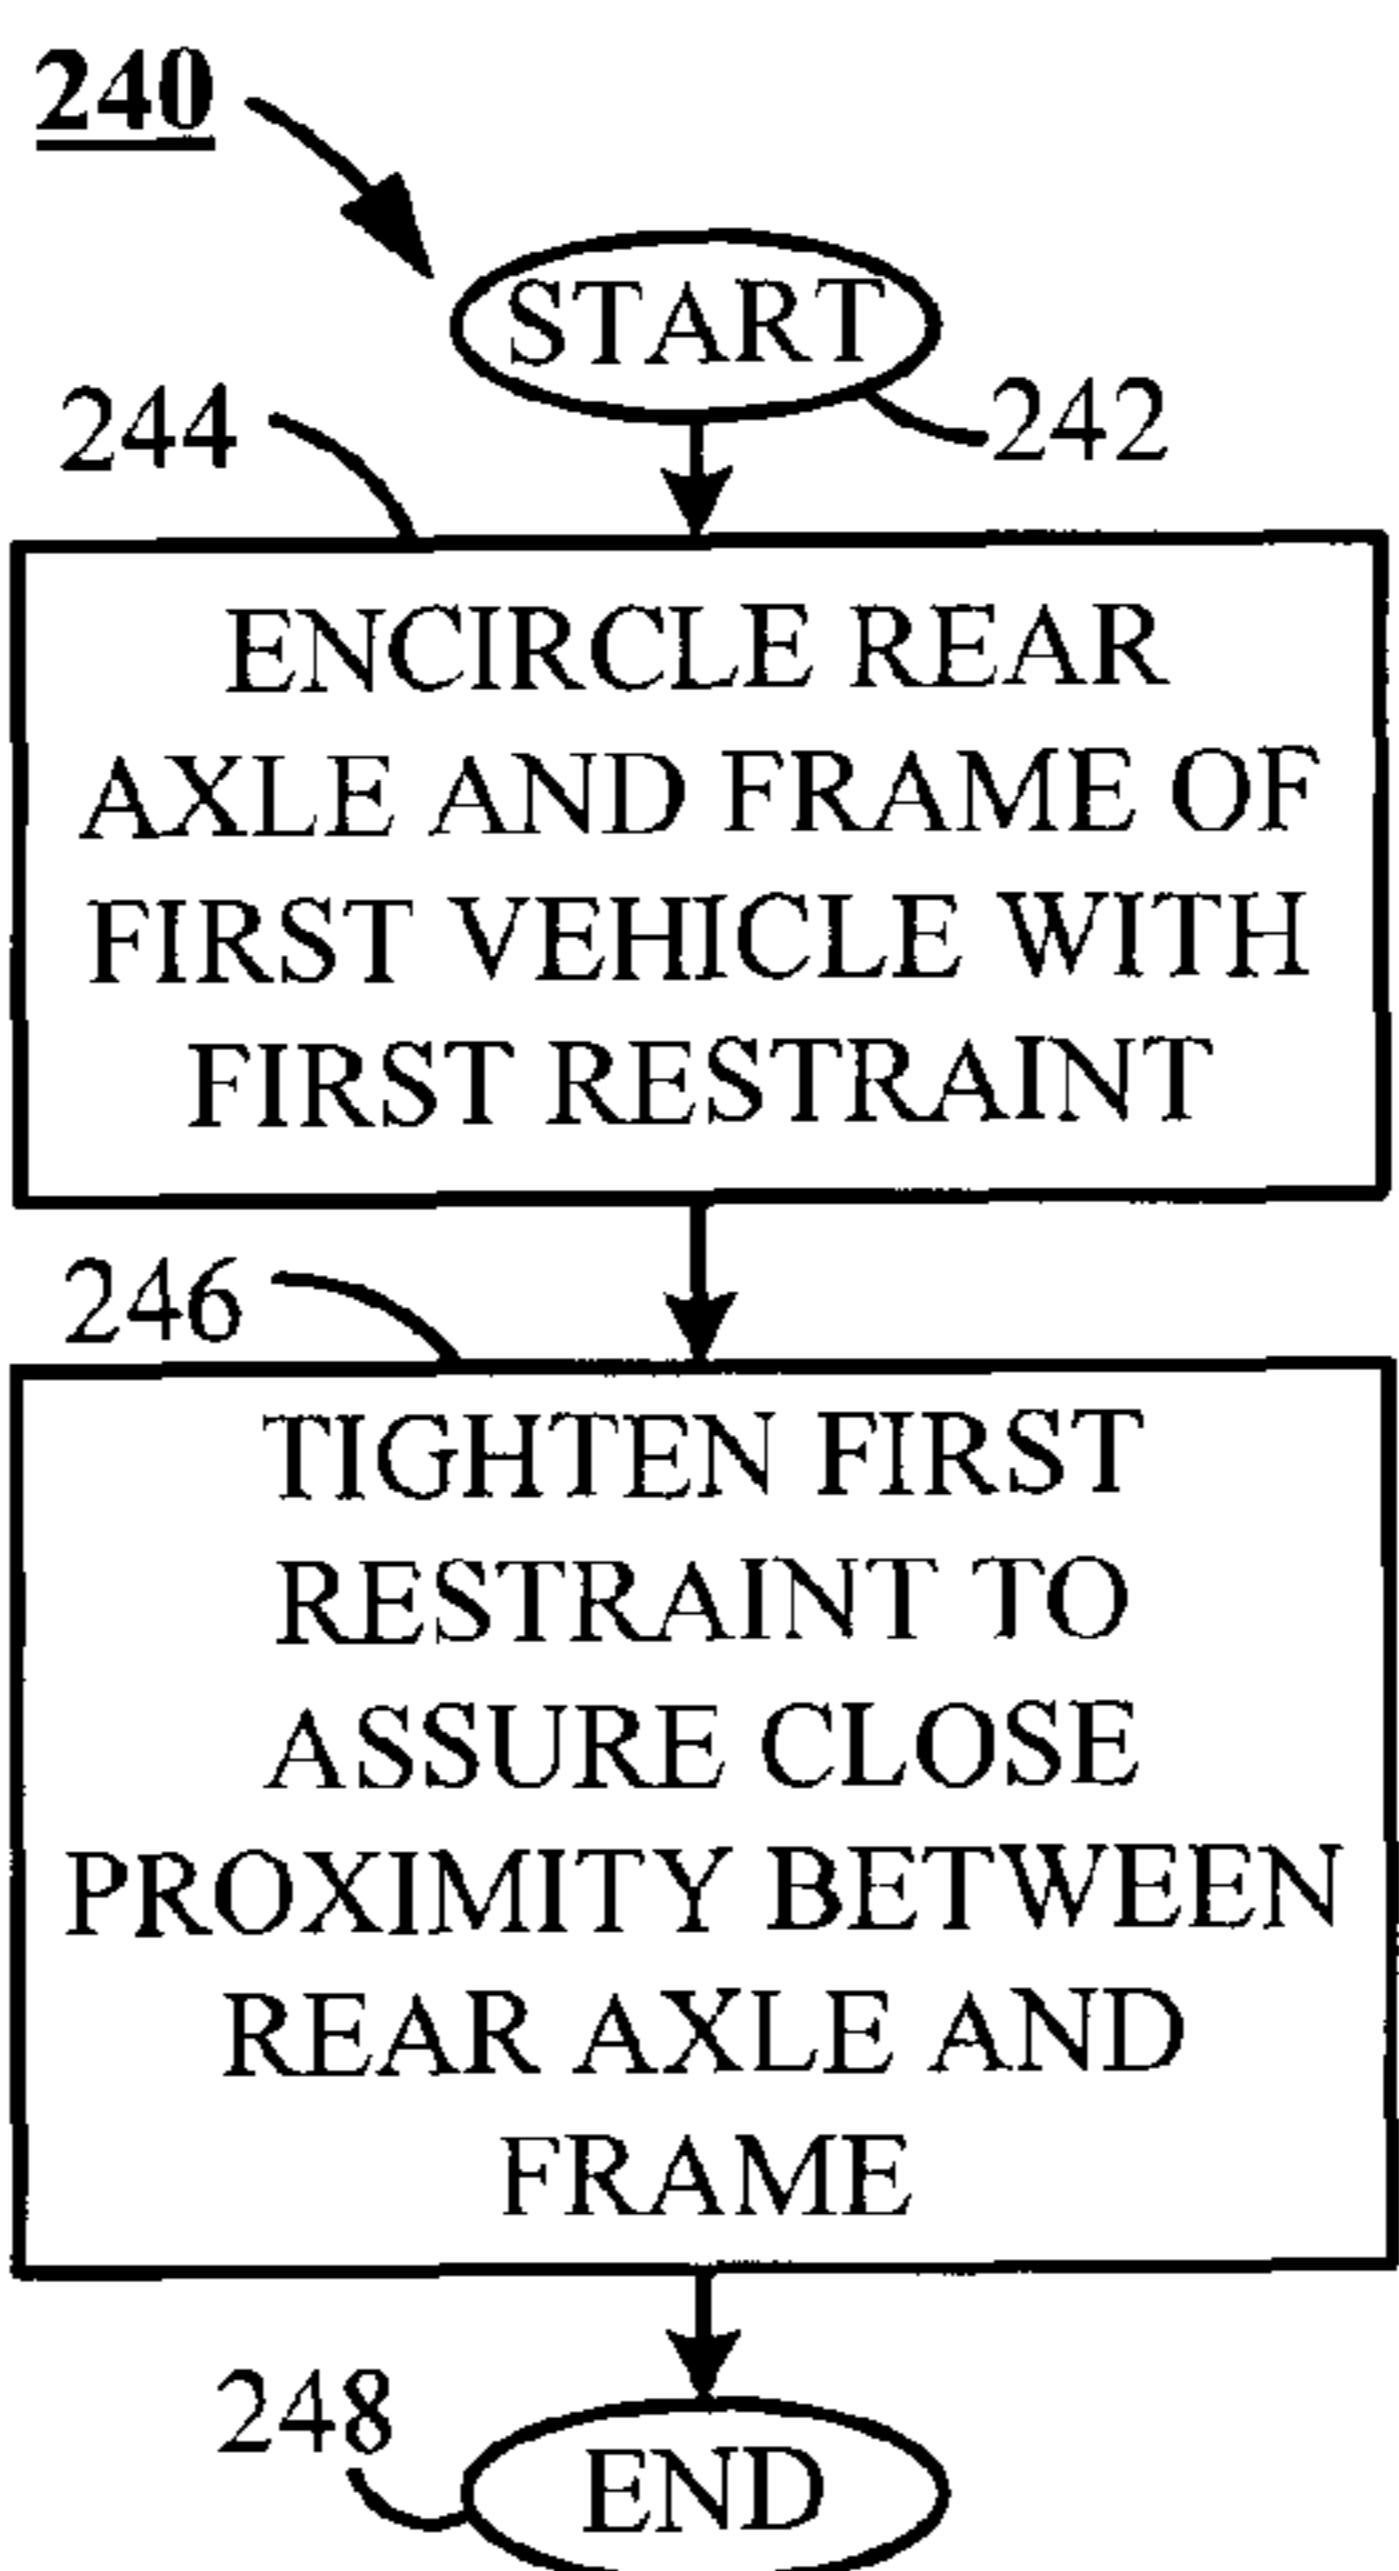 240
START
242
244
ENCIRCLE REAR
AXLE AND FRAME OF
FIRST VEHICLE WITH
FIRST RESTRAINT
246
TIGHTEN FIRST
RESTRAINT TO
ASSURE CLOSE
PROXIMITY BETWEEN
REAR AXLE AND
FRAME
248
END